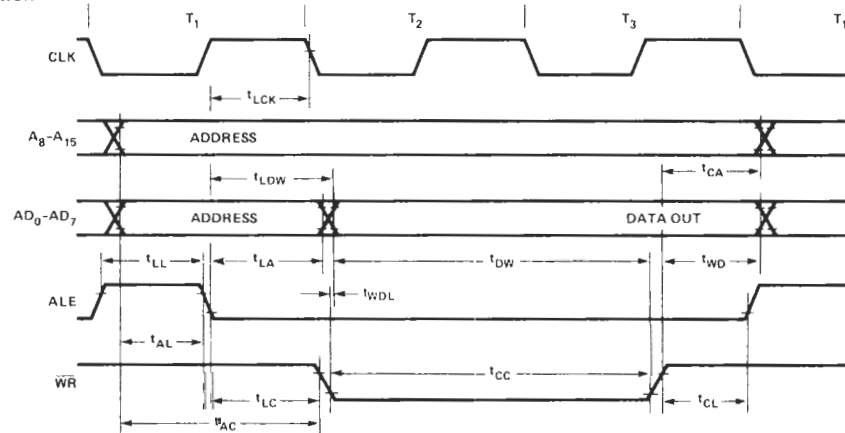 T1 T2 T3 T1
CLK
tLCK
A8-A15 ADDRESS
tLDW tCA
AD0-AD7 ADDRESS DATA OUT
tLL tLA tDW tWD
ALE tWDL
tAL
WR tCC
tLC tCL
tAC